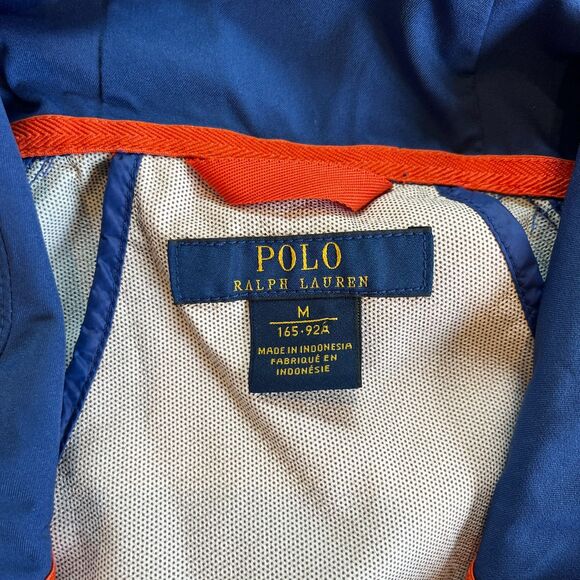 POLO
RALPH LAUREN
M
165·92A
MADE IN INDONESIA
FABRIQUÉ EN
INDONÉSIE